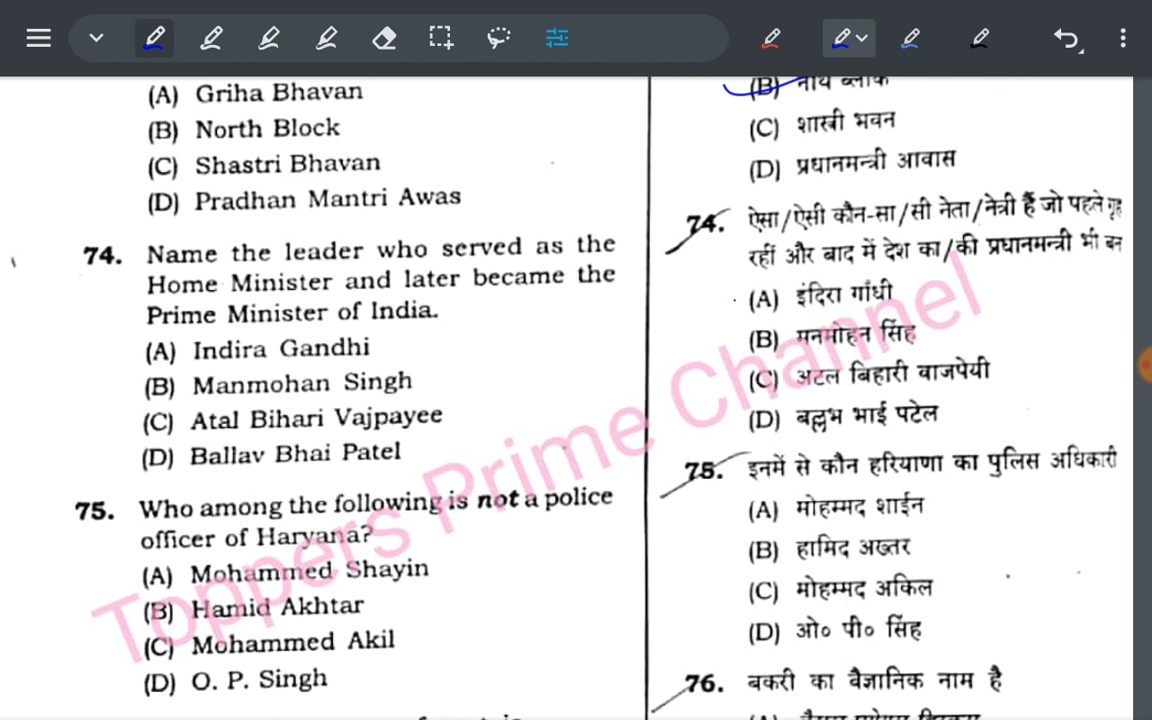 (A) Griha Bhavan
(B) North Block
(C) Shastri Bhavan
(D) Pradhan Mantri Awas
74. Name the leader who served as the
Home Minister and later became the
Prime Minister of India.
(A) Indira Gandhi
(B) Manmohan Singh
(C) Atal Bihari Vajpayee
(D) Ballav Bhai Patel
75. Who among the following is not a police
officer of Haryana?
(A) Mohammed Shayin
(B) Hamid Akhtar
(C) Mohammed Akil
(D) O. P. Singh
(B) नॉर्थ ब्लॉक
(C) शास्त्री भवन
(D) प्रधानमन्त्री आवास
74. ऐसा/ऐसी कौन-सा/सी नेता/नेत्री हैं जो पहले गृह
रहीं और बाद में देश का/की प्रधानमन्त्री भी
(A) इंदिरा गाँधी
(B) मनमोहन सिंह
(C) अटल बिहारी वाजपेयी
(D) बल्लभ भाई पटेल
75. इनमें से कौन हरियाणा का पुलिस अधिकारी
(A) मोहम्मद शाईन
(B) हामिद अख्तर
(C) मोहम्मद अकिल
(D) ओ० पी० सिंह
76. बकरी का वैज्ञानिक नाम है
Toppers Prime Channel